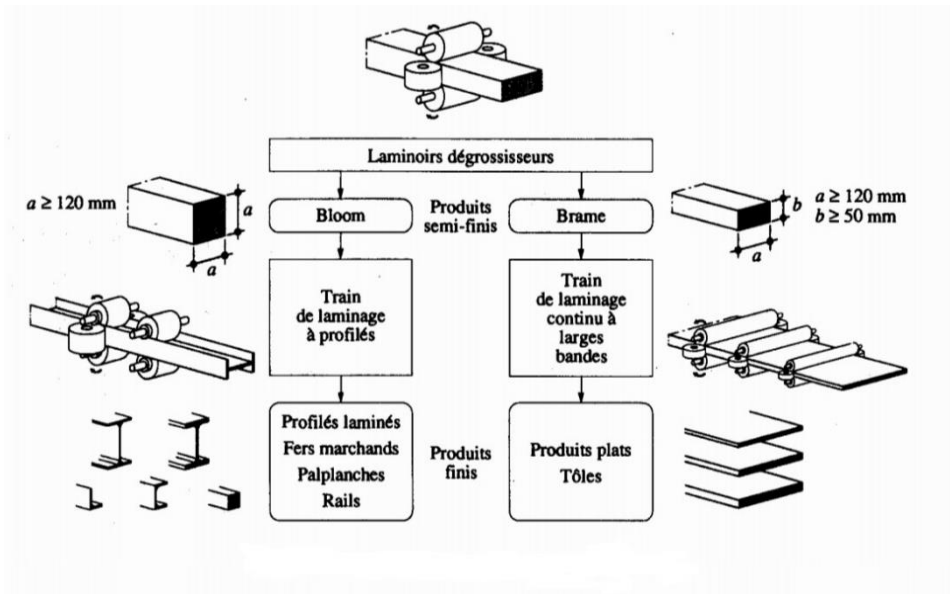 Laminoirs dégrossisseurs
a ≥ 120 mm
a
a
Bloom
Produits
semi-finis
Brame
b
a
a ≥ 120 mm
b ≥ 50 mm
Train
de laminage
à profilés
Train
de laminage
continu à
larges
bandes
Profilés laminés
Fers marchands
Palplanches
Rails
Produits
finis
Produits plats
Tôles